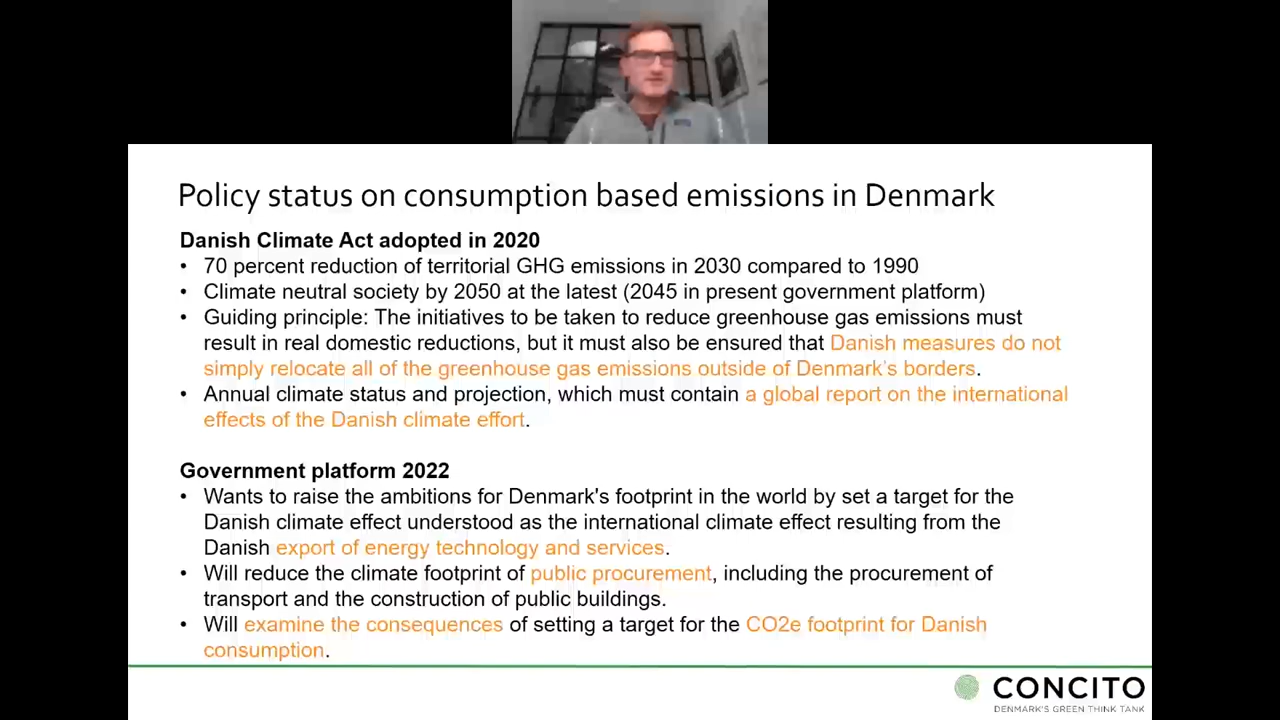 Policy status on consumption based emissions in Denmark
Danish Climate Act adopted in 2020
• 70 percent reduction of territorial GHG emissions in 2030 compared to 1990
• Climate neutral society by 2050 at the latest (2045 in present government platform)
• Guiding principle: The initiatives to be taken to reduce greenhouse gas emissions must
result in real domestic reductions, but it must also be ensured that Danish measures do not
simply relocate all of the greenhouse gas emissions outside of Denmark's borders.
• Annual climate status and projection, which must contain a global report on the international
effects of the Danish climate effort.
Government platform 2022
• Wants to raise the ambitions for Denmark's footprint in the world by set a target for the
Danish climate effect understood as the international climate effect resulting from the
Danish export of energy technology and services.
• Will reduce the climate footprint of public procurement, including the procurement of
transport and the construction of public buildings.
• Will examine the consequences of setting a target for the CO2e footprint for Danish
consumption.
CONCITO
DENMARK'S GREEN THINK TANK